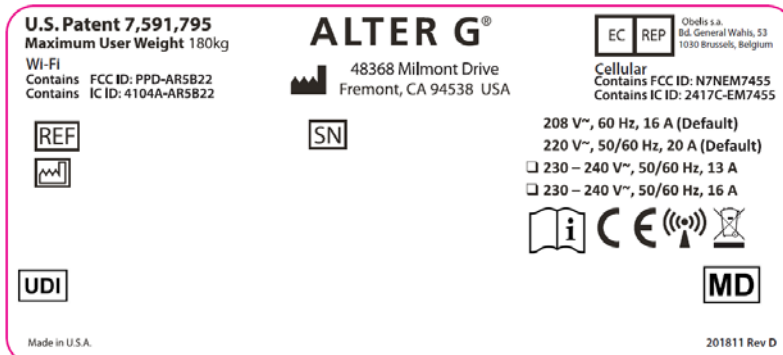 U.S. Patent 7,591,795
Maximum User Weight 180kg
Wi-Fi
Contains FCC ID: PPD-AR5B22
Contains IC ID: 4104A-AR5B22
ALTER G®
48368 Milmont Drive
Fremont, CA 94538 USA
EC REP
Obelis s.a.
Bd. General Wahis, 53
1030 Brussels, Belgium
Cellular
Contains FCC ID: N7NEM7455
Contains IC ID: 2417C-EM7455
REF
SN
208 V~, 60 Hz, 16 A (Default)
220 V~, 50/60 Hz, 20 A (Default)
❑ 230 – 240 V~, 50/60 Hz, 13 A
❑ 230 – 240 V~, 50/60 Hz, 16 A
i CE
UDI
MD
Made in U.S.A.
201811 Rev D